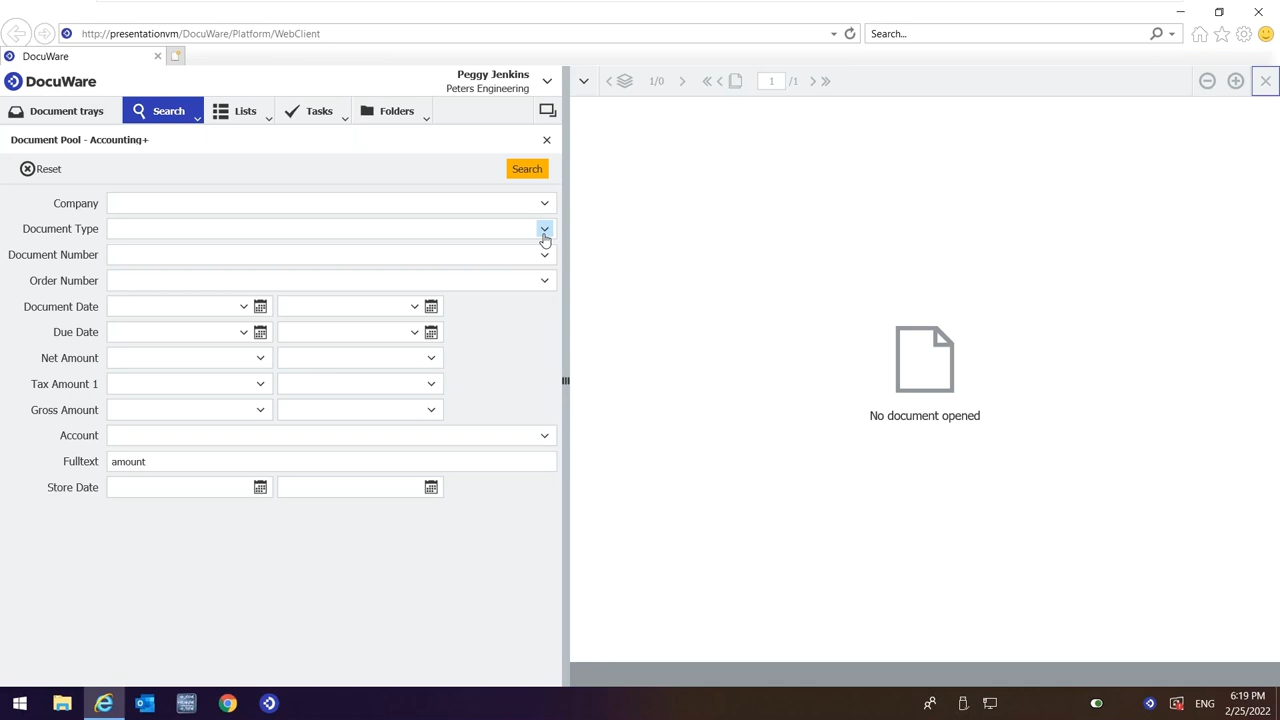 http://presentationvm/DocuWare/Platform/WebClient
Search...
DocuWare
DocuWare
Peggy Jenkins
Peters Engineering
1/0
1 /1
Document trays
Search
Lists
Tasks
Folders
Document Pool - Accounting+
Reset
Search
Company
Document Type
Document Number
Order Number
Document Date
Due Date
Net Amount
Tax Amount 1
Gross Amount
Account
Fulltext amount
Store Date
No document opened
ENG
6:19 PM
2/25/2022